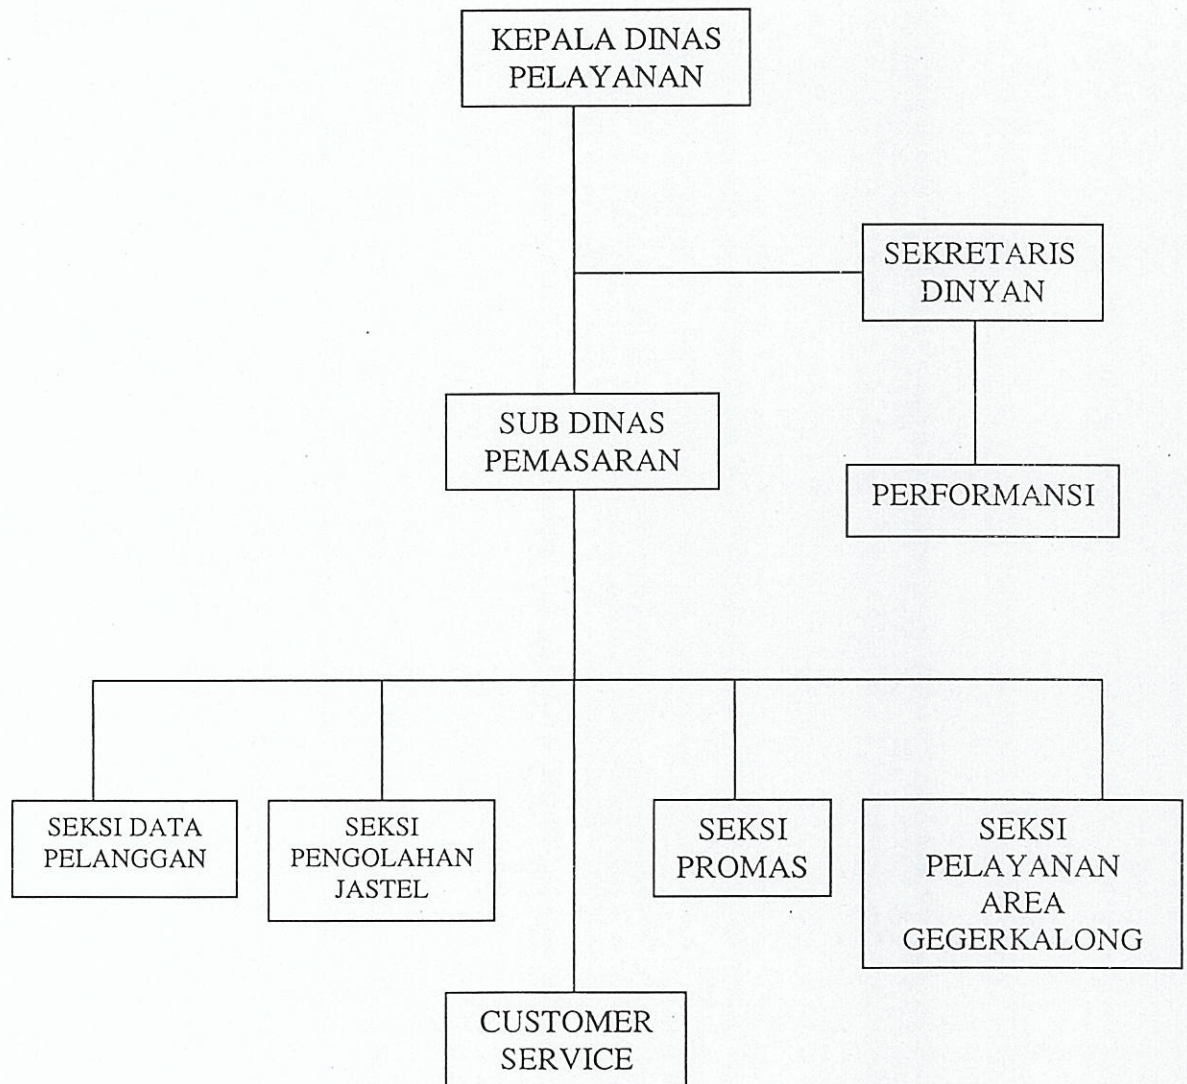 KEPALA DINAS
PELAYANAN
SEKRETARIS
DINYAN
SUB DINAS
PEMASARAN
PERFORMANSI
SEKSI DATA
PELANGGAN
SEKSI
PENGOLAHAN
JASTEL
SEKSI
PROMAS
SEKSI
PELAYANAN
AREA
GEGERKALONG
CUSTOMER
SERVICE